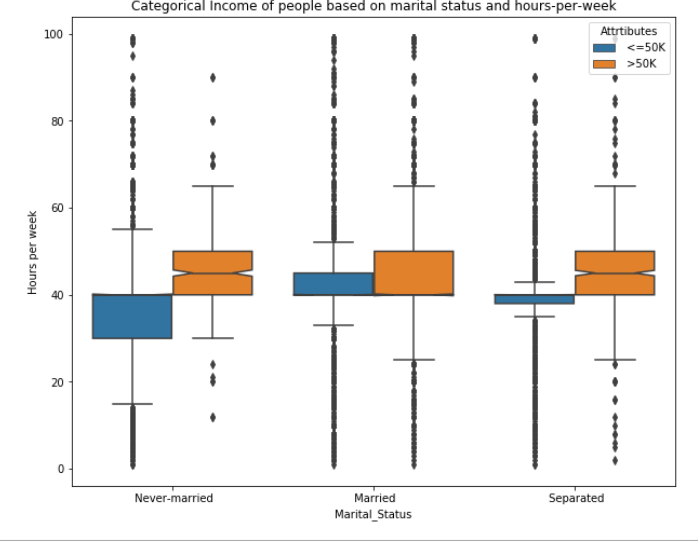 Categorical Income of people based on marital status and hours-per-week
Attrtibutes
<=50K
>50K
100
80
60
40
20
0
Hours per week
Never-married Married Separated
Marital_Status